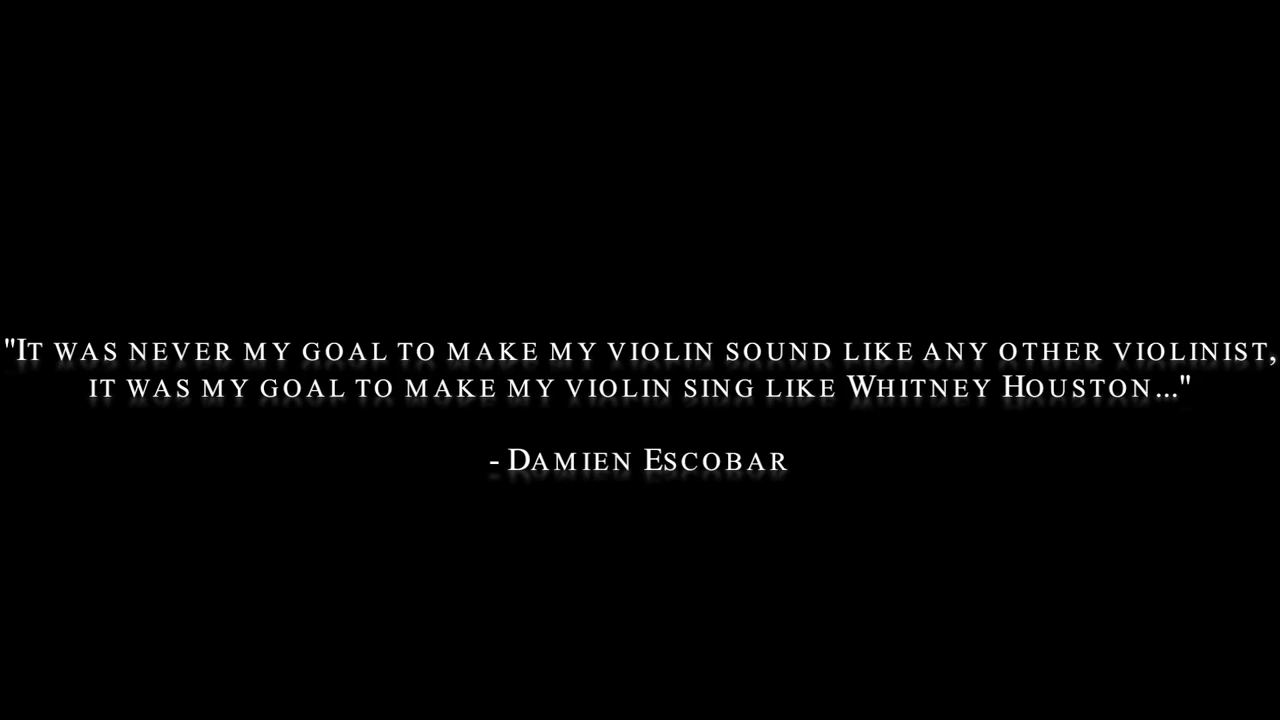 "It was never my goal to make my violin sound like any other violinist,
it was my goal to make my violin sing like Whitney Houston..."
- Damien Escobar